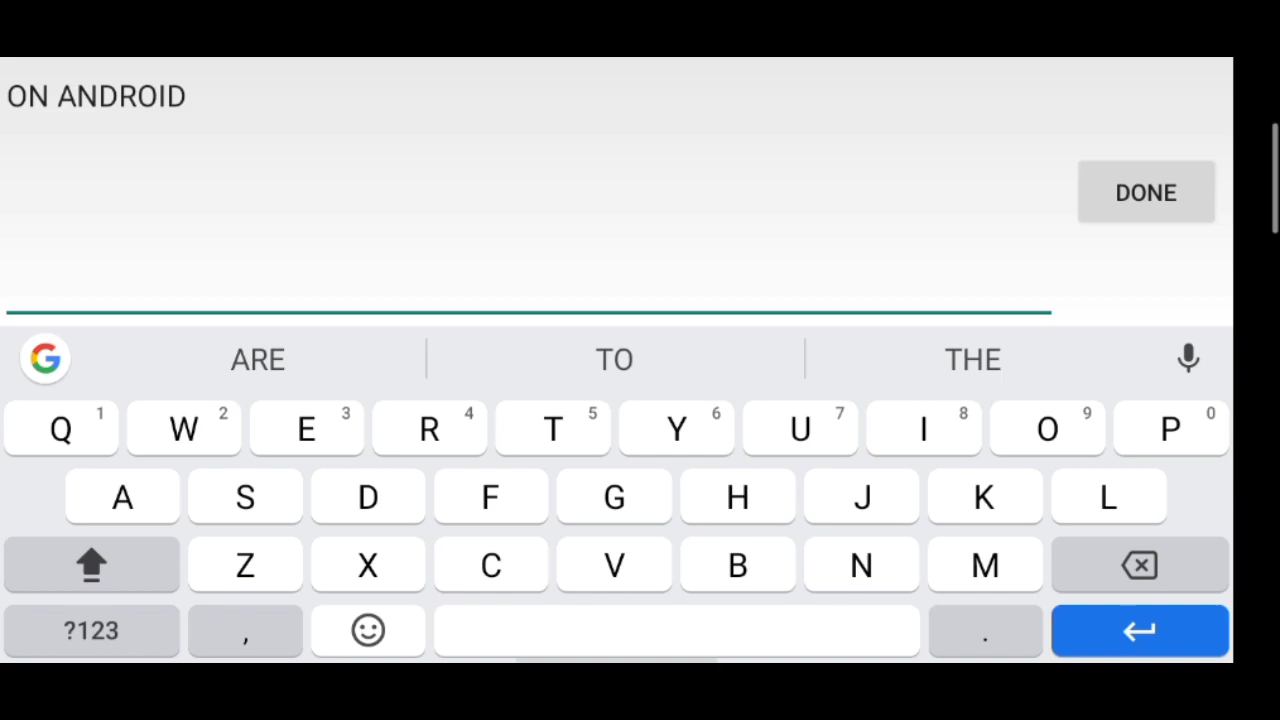 ON ANDROID
DONE
G ARE TO THE
Q 1 W 2 E 3 R 4 T 5 Y 6 U 7 I 8 O 9 P 0
A S D F G H J K L
Z X C V B N M
?123 , .